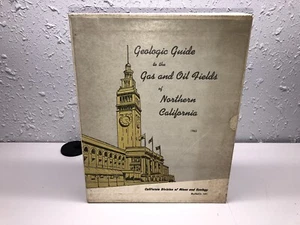 Geologic Guide
to the
Gas and Oil Fields
of
Northern
California
California Division of Mines and Geology